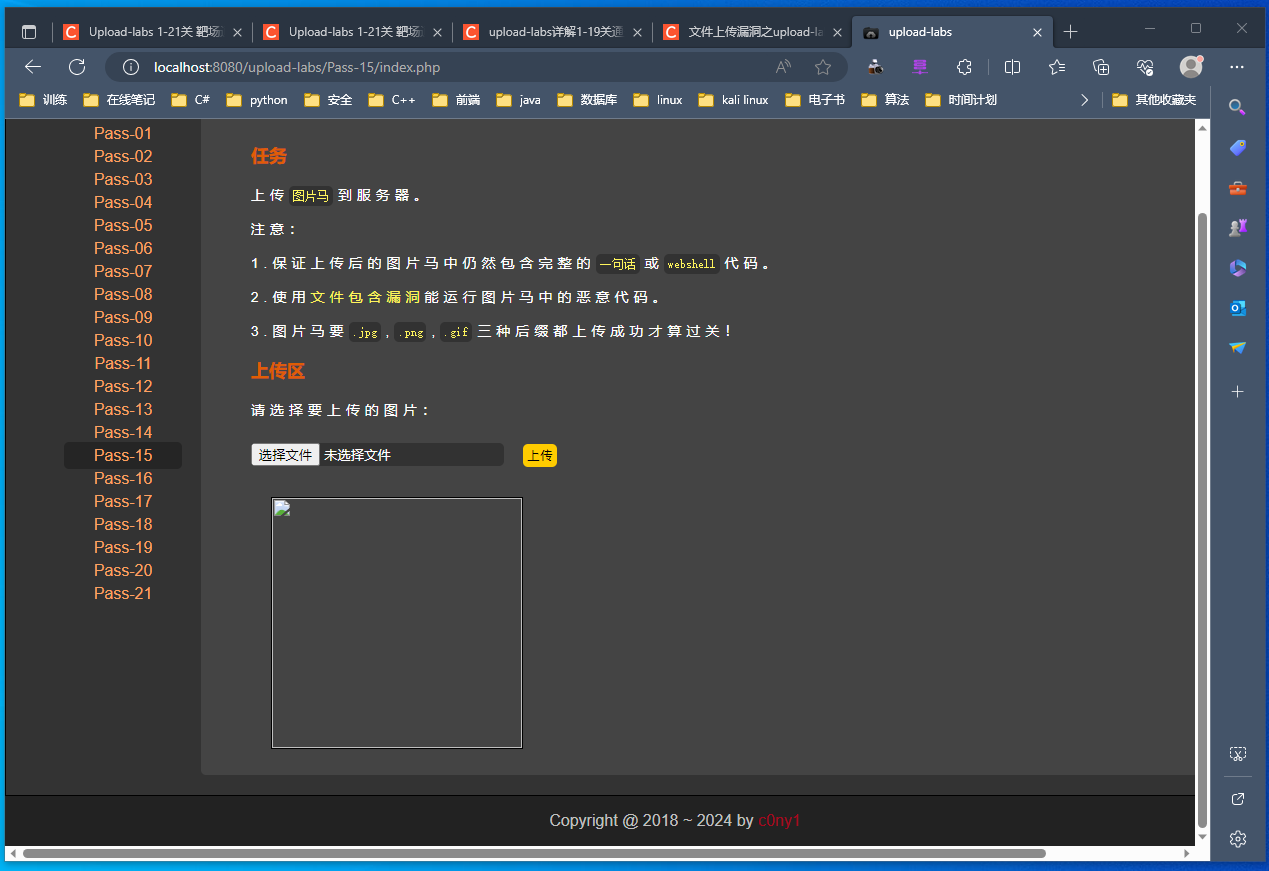 Upload-labs 1-21关 靶场
Upload-labs 1-21关 靶场
upload-labs详解1-19关通
文件上传漏洞之upload-la
upload-labs
localhost:8080/upload-labs/Pass-15/index.php
训练 在线笔记 C# python 安全 C++ 前端 java 数据库 linux kali linux 电子书 算法 时间计划 其他收藏夹
Pass-01
Pass-02
Pass-03
Pass-04
Pass-05
Pass-06
Pass-07
Pass-08
Pass-09
Pass-10
Pass-11
Pass-12
Pass-13
Pass-14
Pass-15
Pass-16
Pass-17
Pass-18
Pass-19
Pass-20
Pass-21
任务
上传 图片马 到服务器。
注意：
1.保证上传后的图片马中仍然包含完整的 一句话 或 webshell 代码。
2.使用文件包含漏洞能运行图片马中的恶意代码。
3.图片马要 .jpg , .png , .gif 三种后缀都上传成功才算过关！
上传区
请选择要上传的图片：
选择文件 未选择文件
上传
Copyright @ 2018 ~ 2024 by c0ny1